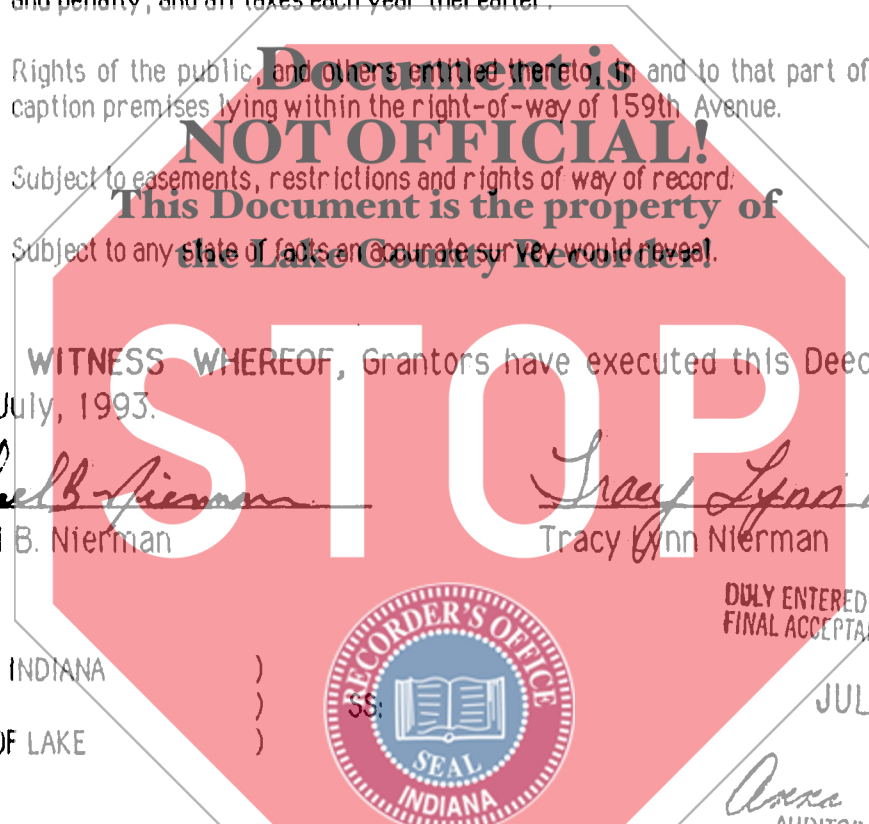 and penalty, and all taxes each year thereafter.
Document is
Rights of the public, and others entitled thereto, in and to that part of
caption premises lying within the right-of-way of 159th Avenue.
NOT OFFICIAL!
Subject to easements, restrictions and rights of way of record.
This Document is the property of
Subject to any state of facts an accurate survey would reveal.
the Lake County Recorder!
STOP
WITNESS WHEREOF, Grantors have executed this Deed
July, 1993.
B. Nierman Tracy Lynn
B. Nierman Tracy Lynn Nierman
DULY ENTERED
FINAL ACCEPTA
RECORDER'S OFFICE
INDIANA )
) SS: JUL
OF LAKE )
SEAL
INDIANA
Anna
AUDITOR